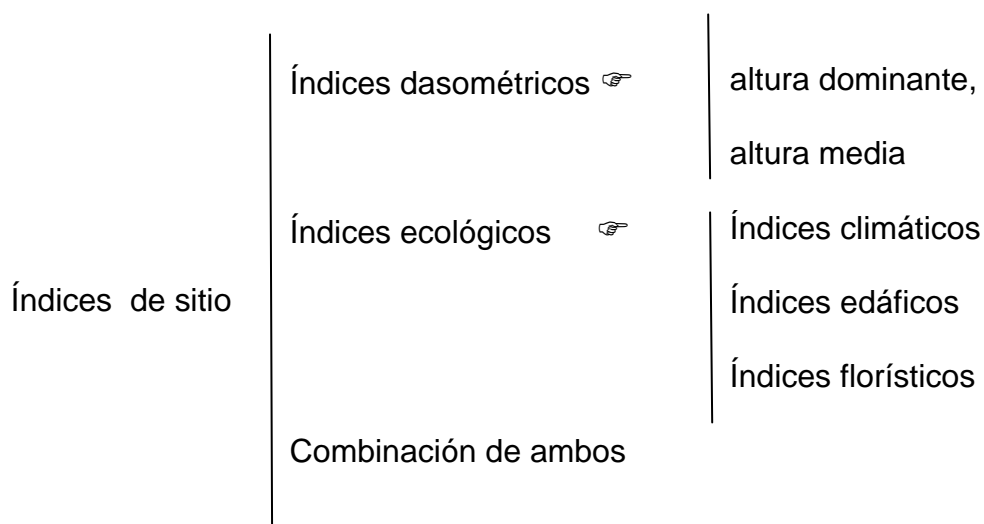 Índices dasométricos ☞ altura dominante,
altura media
Índices ecológicos ☞ Índices climáticos
Índices de sitio
Índices edáficos
Índices florísticos
Combinación de ambos